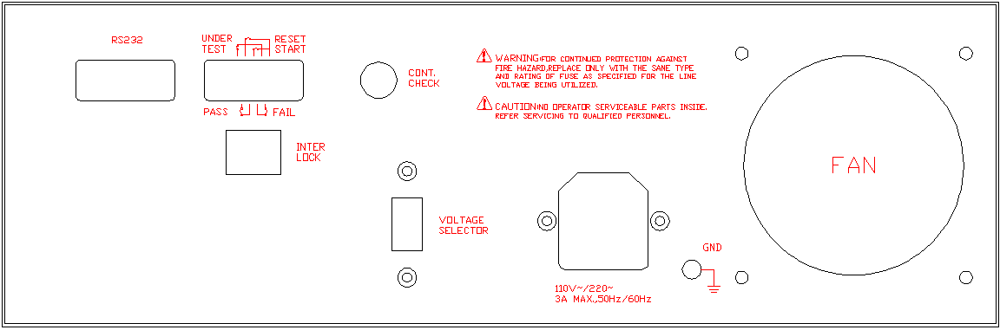 RS232
UNDER
TEST
RESET
START
PASS
FAIL
INTER
LOCK
CONT.
CHECK
WARNING:FOR CONTINUED PROTECTION AGAINST
FIRE HAZARD,REPLACE ONLY WITH THE SAME TYPE
AND RATING OF FUSE AS SPECIFIED FOR THE LINE
VOLTAGE BEING UTILIZED.
CAUTION:NO OPERATOR SERVICEABLE PARTS INSIDE.
REFER SERVICING TO QUALIFIED PERSONNEL.
VOLTAGE
SELECTOR
FAN
GND
110V~/220~
3A MAX.,50Hz/60Hz